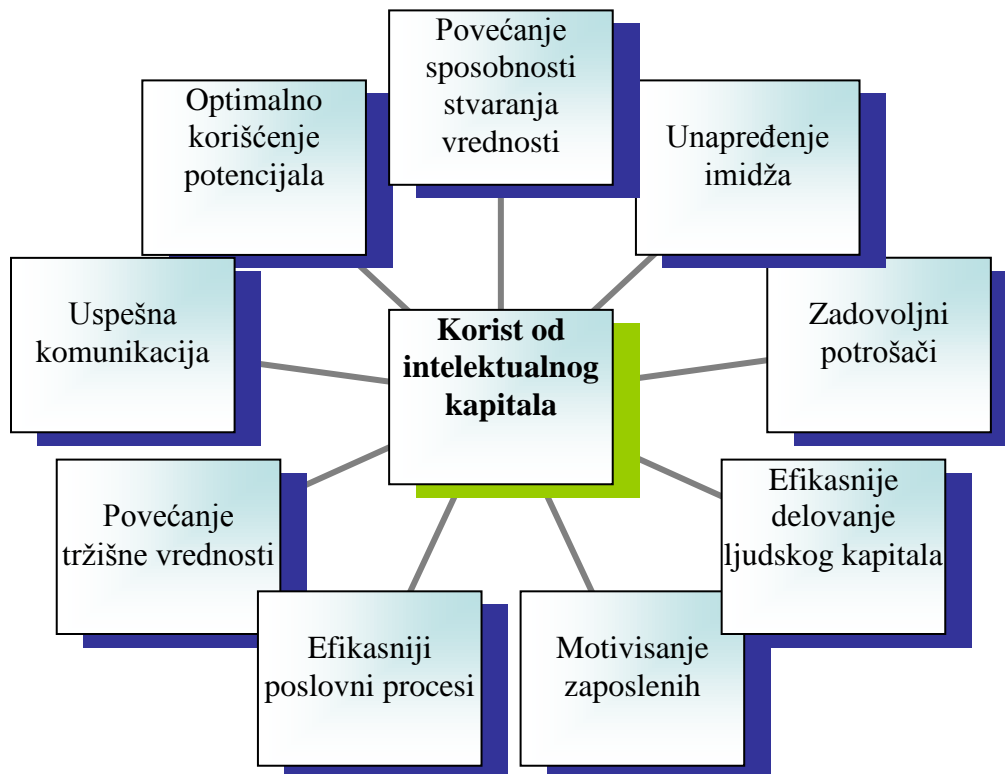 Povećanje
sposobnosti
stvaranja
vrednosti
Optimalno
korišćenje
potencijala
Unapređenje
imidža
Uspešna
komunikacija
Korist od
intelektualnog
kapitala
Zadovoljni
potrošači
Povećanje
tržišne vrednosti
Efikasnije
delovanje
ljudskog kapitala
Efikasniji
poslovni procesi
Motivisanje
zaposlenih